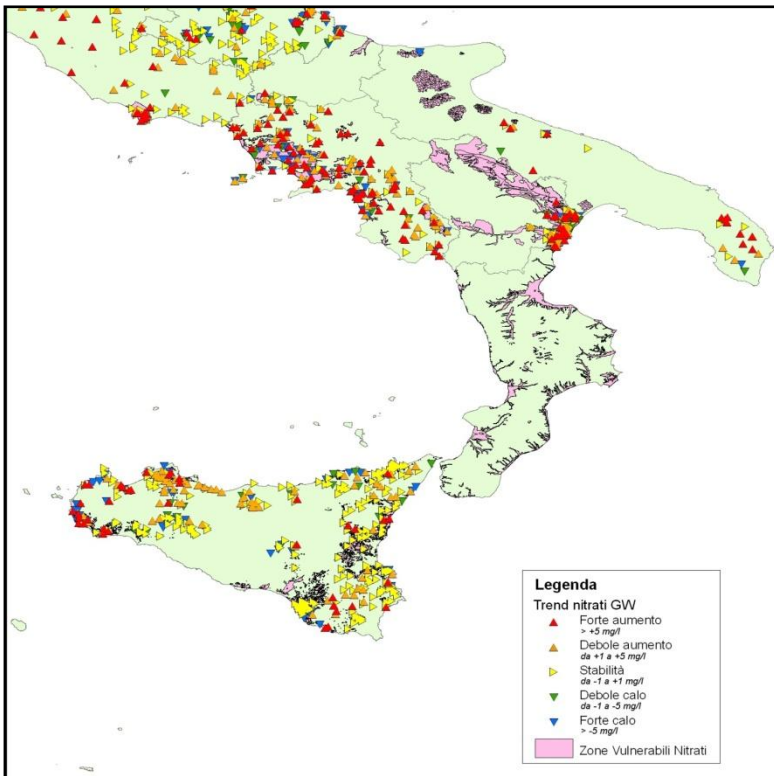 Legenda
Trend nitrati GW
Forte aumento
> +5 mg/l
Debole aumento
da +1 a +5 mg/l
Stabilità
da -1 a +1 mg/l
Debole calo
da -1 a -5 mg/l
Forte calo
> -5 mg/l
Zone Vulnerabili Nitrati